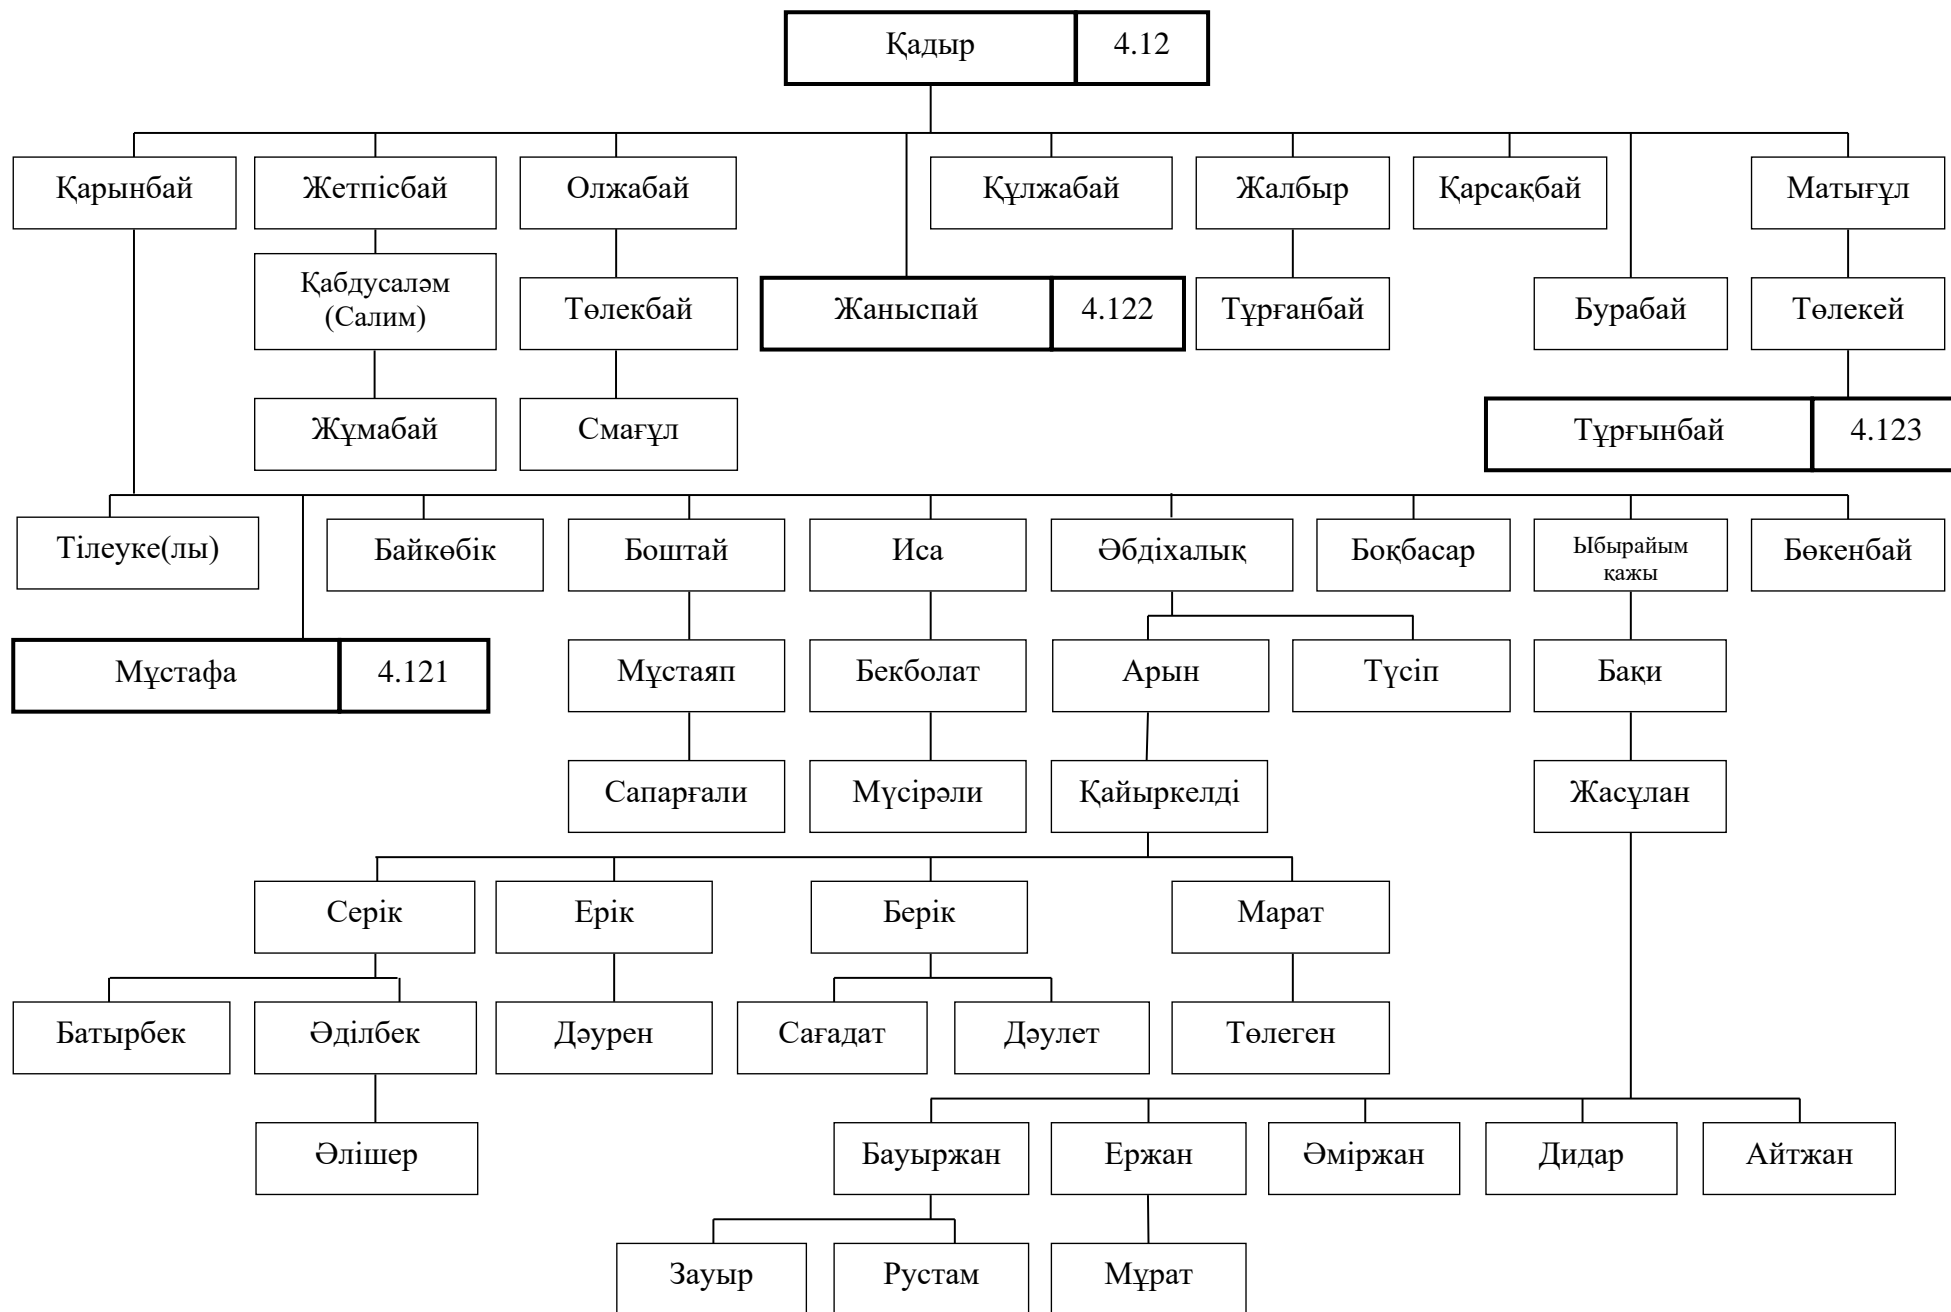 Қадыр 4.12
Қарынбай Жетпісбай Олжабай Құлжабай Жалбыр Қарсақбай Матығұл
Қабдусаләм
(Салим)
Төлекбай Жаныспай 4.122 Тұрғанбай Бурабай Төлекей
Жұмабай Смағұл Тұрғынбай 4.123
Тілеуке(лы) Байкөбік Боштай Иса Әбдіхалық Боқбасар Ыбырайым
қажы
Бөкенбай
Мұстафа 4.121 Мұстаяп Бекболат Арын Түсіп Бақи
Сапарғали Мүсірәли Қайыркелді Жасұлан
Серік Ерік Берік Марат
Батырбек Әділбек Дәурен Сағадат Дәулет Төлеген
Әлішер Бауыржан Ержан Әміржан Дидар Айтжан
Зауыр Рустам Мұрат